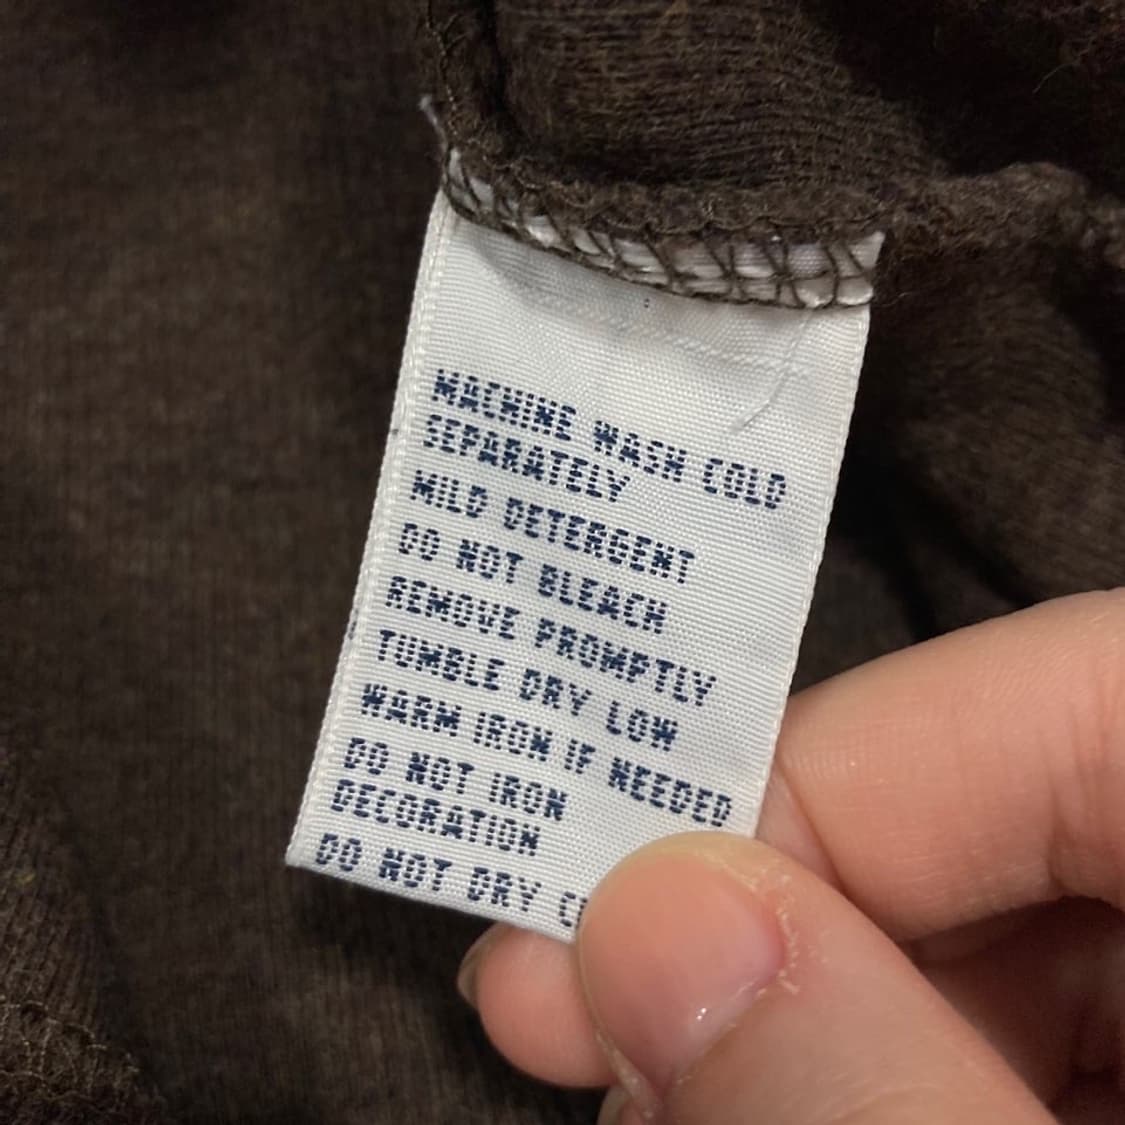 MACHINE WASH COLD
SEPARATELY
MILD DETERGENT
DO NOT BLEACH
REMOVE PROMPTLY
TUMBLE DRY LOW
WARM IRON IF NEEDED
DO NOT IRON
DECORATION
DO NOT DRY